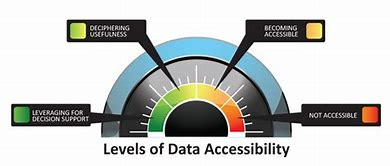 DECIPHERING
USEFULNESS
BECOMING
ACCESSIBLE
LEVERAGING FOR
DECISION SUPPORT
NOT ACCESSIBLE
Levels of Data Accessibility